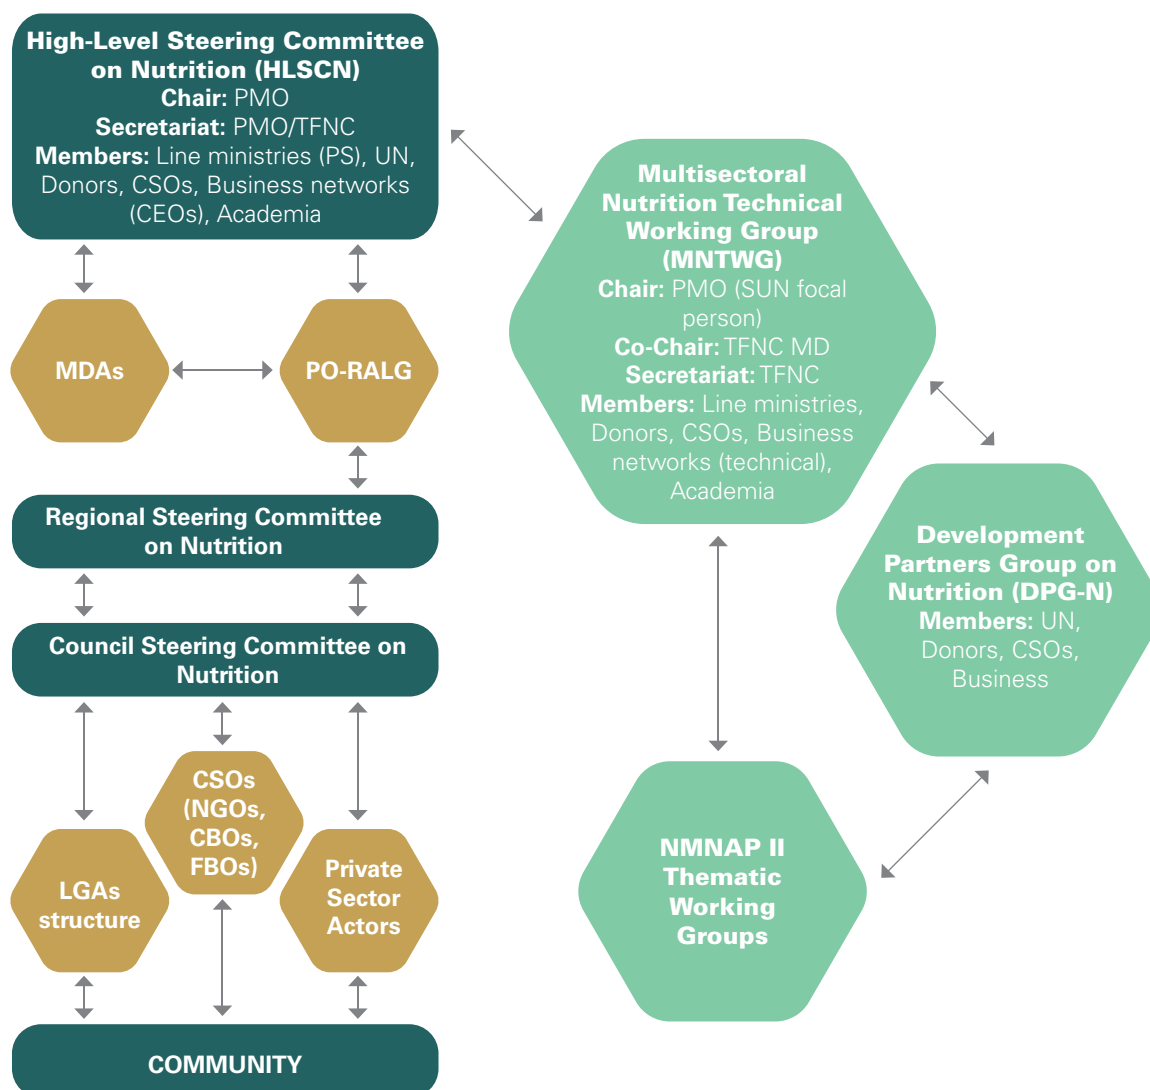 High-Level Steering Committee
on Nutrition (HLSCN)
Chair: PMO
Secretariat: PMO/TFNC
Members: Line ministries (PS), UN,
Donors, CSOs, Business networks
(CEOs), Academia
MDAs
PO-RALG
Regional Steering Committee
on Nutrition
Council Steering Committee on
Nutrition
CSOs
(NGOs,
CBOs,
FBOs)
LGAs
structure
Private
Sector
Actors
COMMUNITY
Multisectoral
Nutrition Technical
Working Group
(MNTWG)
Chair: PMO (SUN focal
person)
Co-Chair: TFNC MD
Secretariat: TFNC
Members: Line ministries,
Donors, CSOs, Business
networks (technical),
Academia
Development
Partners Group on
Nutrition (DPG-N)
Members: UN,
Donors, CSOs,
Business
NMNAP II
Thematic
Working
Groups